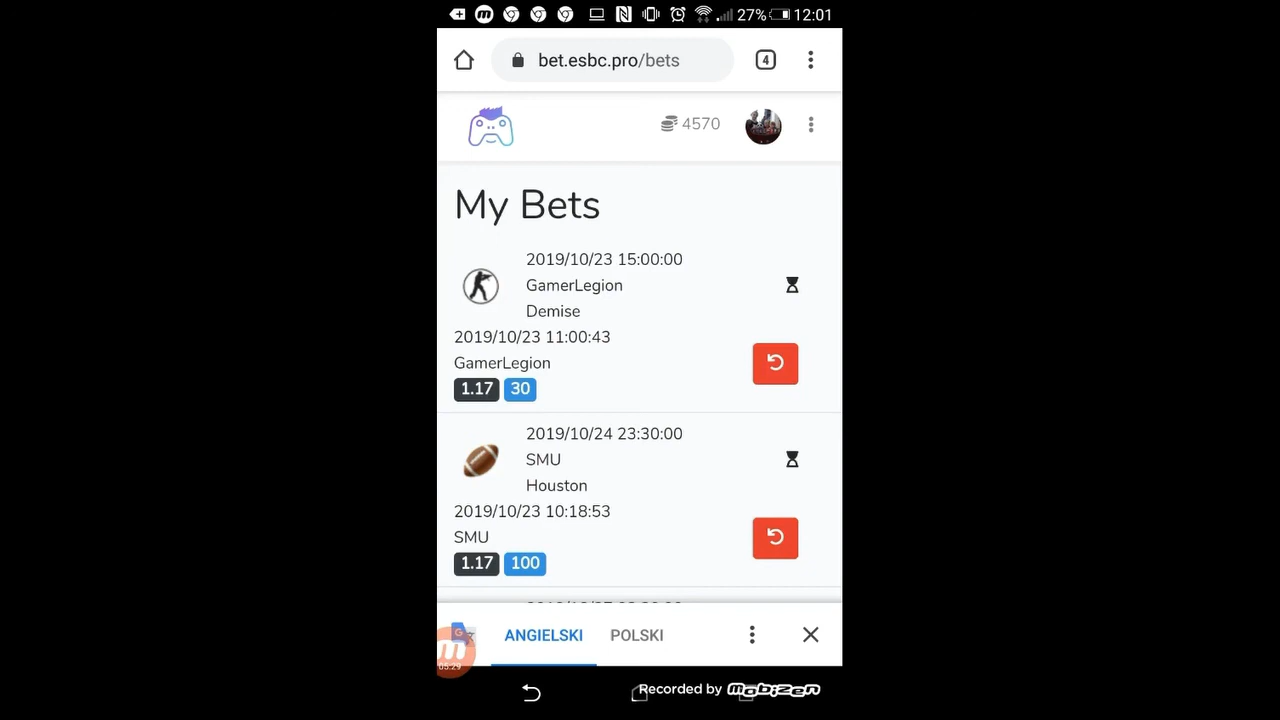 27% 12:01
bet.esbc.pro/bets
4
4570
My Bets
2019/10/23 15:00:00
GamerLegion
Demise
2019/10/23 11:00:43
GamerLegion
1.17 30
2019/10/24 23:30:00
SMU
Houston
2019/10/23 10:18:53
SMU
1.17 100
ANGIELSKI POLSKI
05:29
Recorded by mobizen